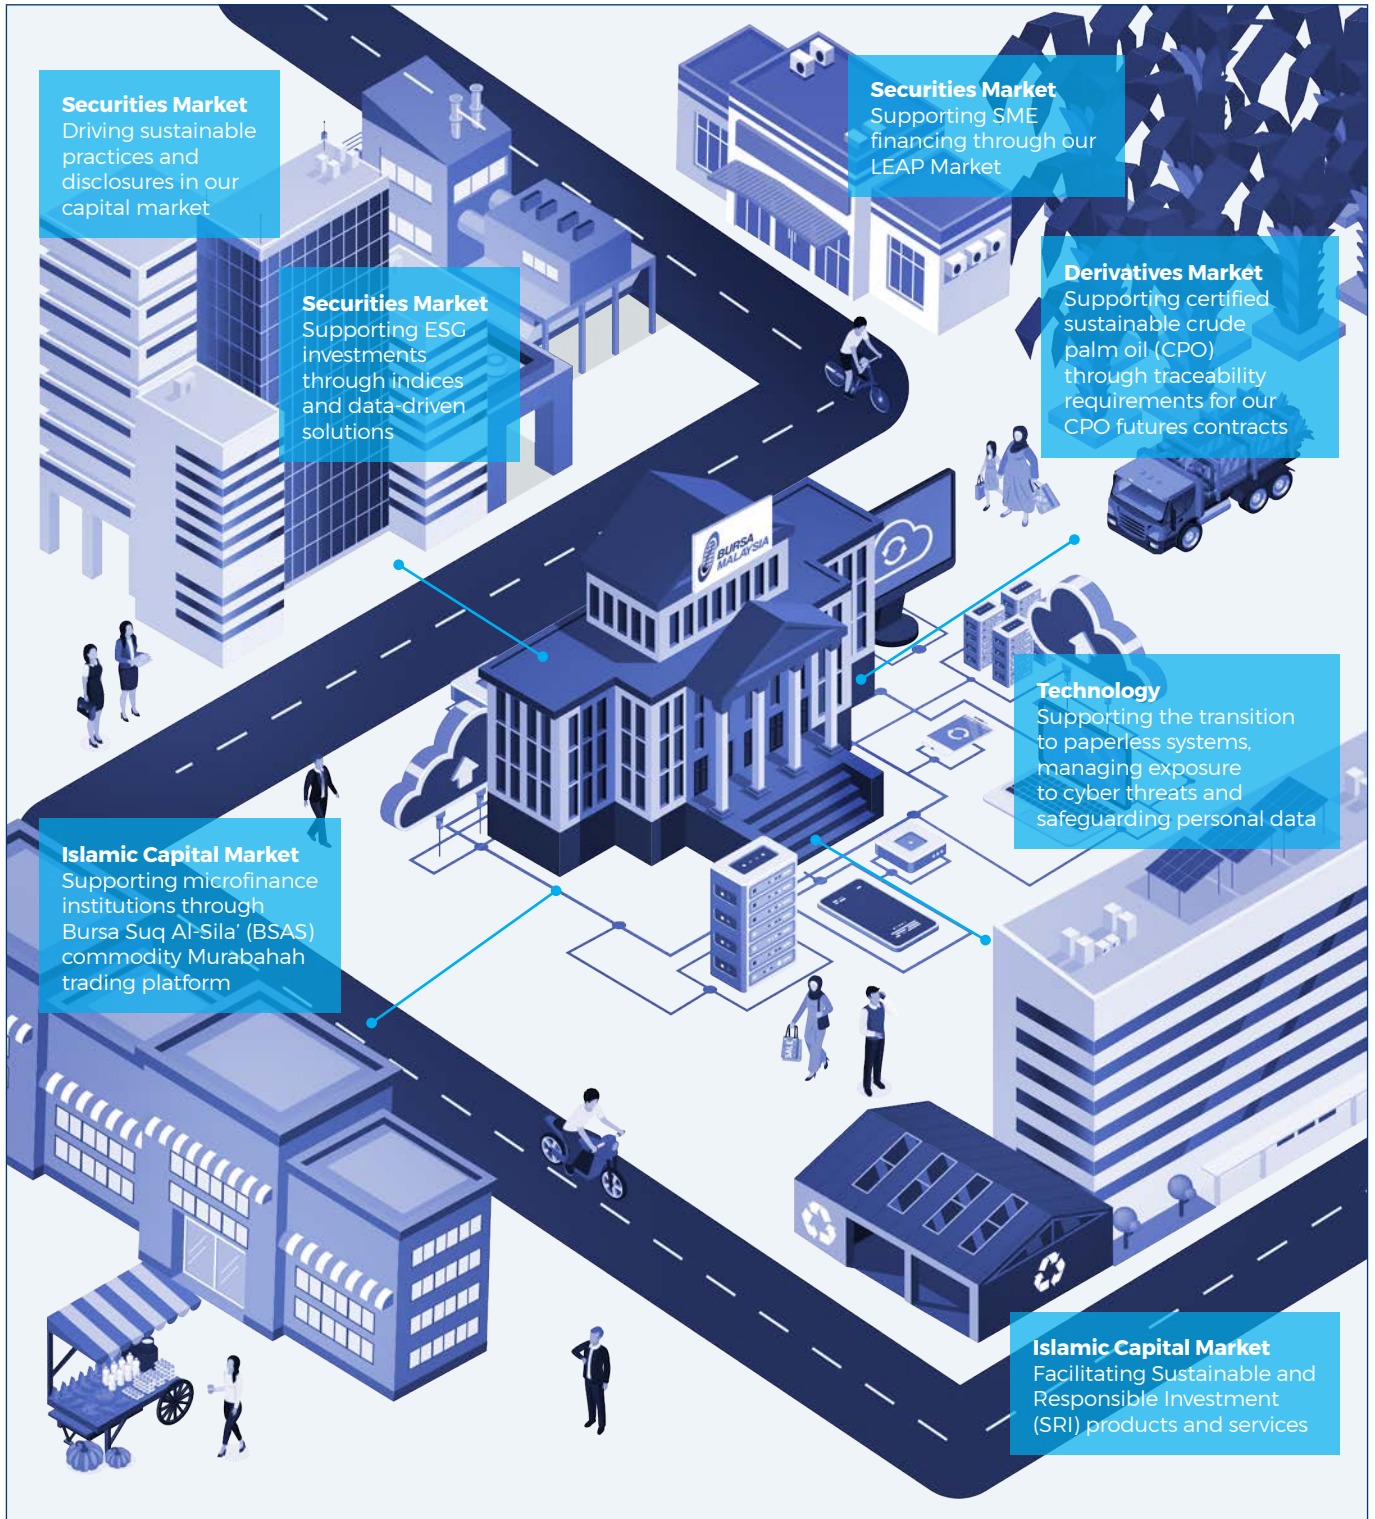 Securities Market
Driving sustainable
practices and
disclosures in our
capital market
Securities Market
Supporting SME
financing through our
LEAP Market
Securities Market
Supporting ESG
investments
through indices
and data-driven
solutions
Derivatives Market
Supporting certified
sustainable crude
palm oil (CPO)
through traceability
requirements for our
CPO futures contracts
BURSA
MALAYSIA
Technology
Supporting the transition
to paperless systems,
managing exposure
to cyber threats and
safeguarding personal data
Islamic Capital Market
Supporting microfinance
institutions through
Bursa Suq Al-Sila’ (BSAS)
commodity Murabahah
trading platform
SALE
Islamic Capital Market
Facilitating Sustainable and
Responsible Investment
(SRI) products and services